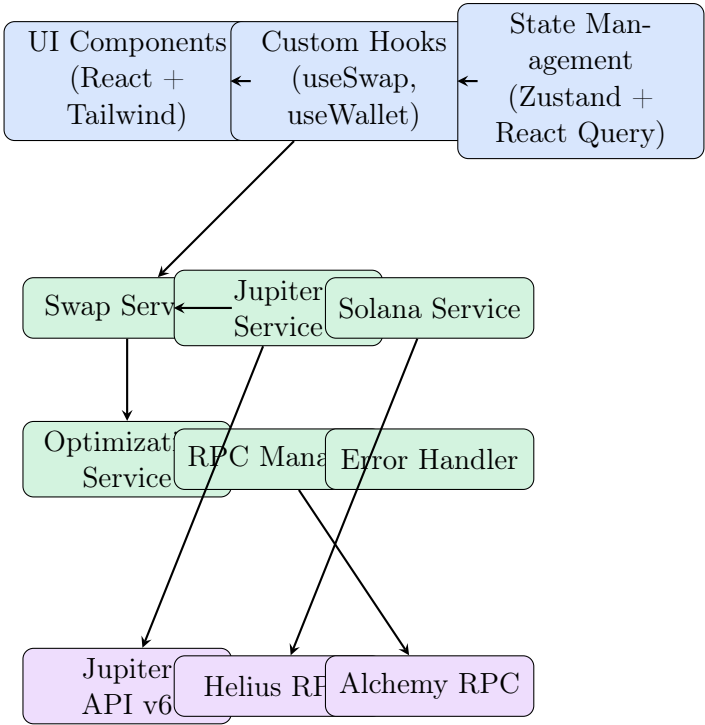 UI Components
(React +
Tailwind)
Custom Hooks
(useSwap,
useWallet)
State Man-
agement
(Zustand +
React Query)
Swap Serv
Jupiter
Service
Solana Service
Optimizati
Service
RPC Mana
Error Handler
Jupiter
API v6
Helius RP
Alchemy RPC